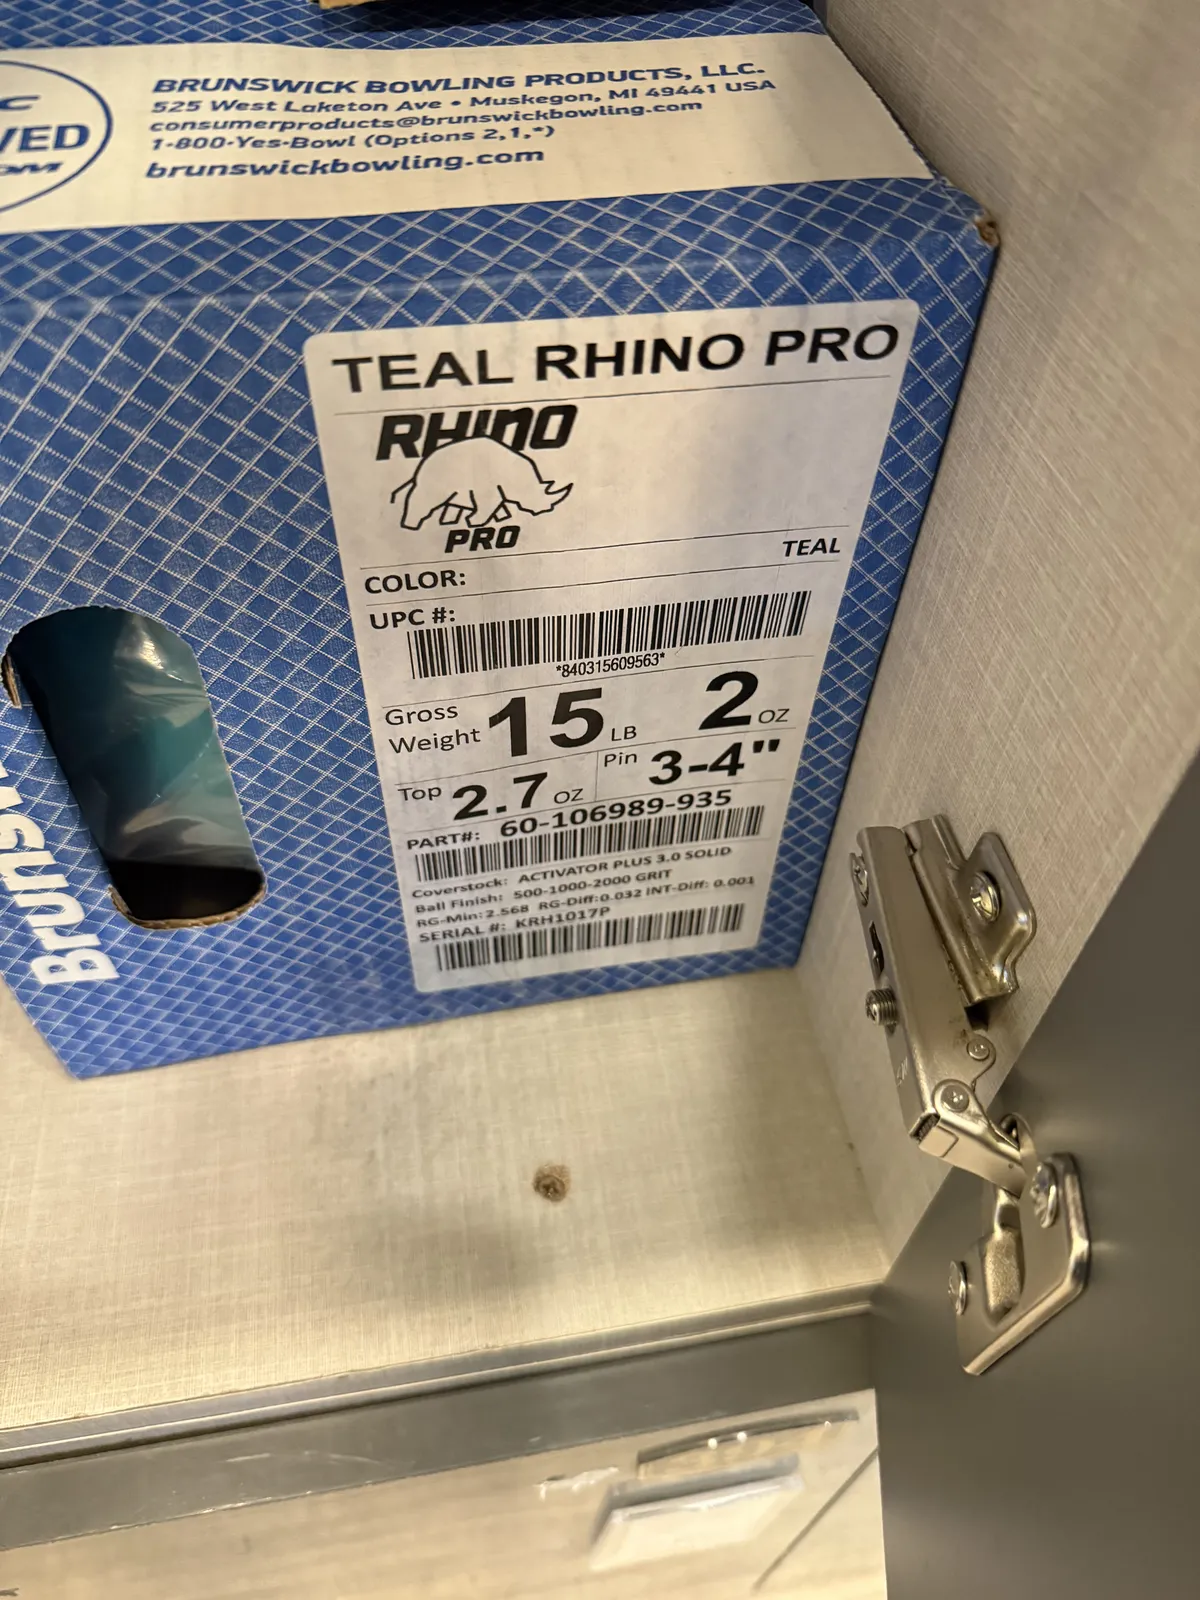 BRUNSWICK BOWLING PRODUCTS, LLC.
525 West Laketon Ave • Muskegon, MI 49441 USA
consumerproducts@brunswickbowling.com
1-800-Yes-Bowl (Options 2,1,*)
brunswickbowling.com
TEAL RHINO PRO
RHINO
PRO
COLOR: TEAL
UPC #:
*840315609563*
Gross Weight 15 LB 2 OZ
Top 2.7 OZ Pin 3-4"
PART#: 60-106989-935
Coverstock: ACTIVATOR PLUS 3.0 SOLID
Ball Finish: 500-1000-2000 GRIT
RG-Min: 2.568 RG-Diff:0.032 INT-Diff: 0.001
SERIAL #: KRH1017P